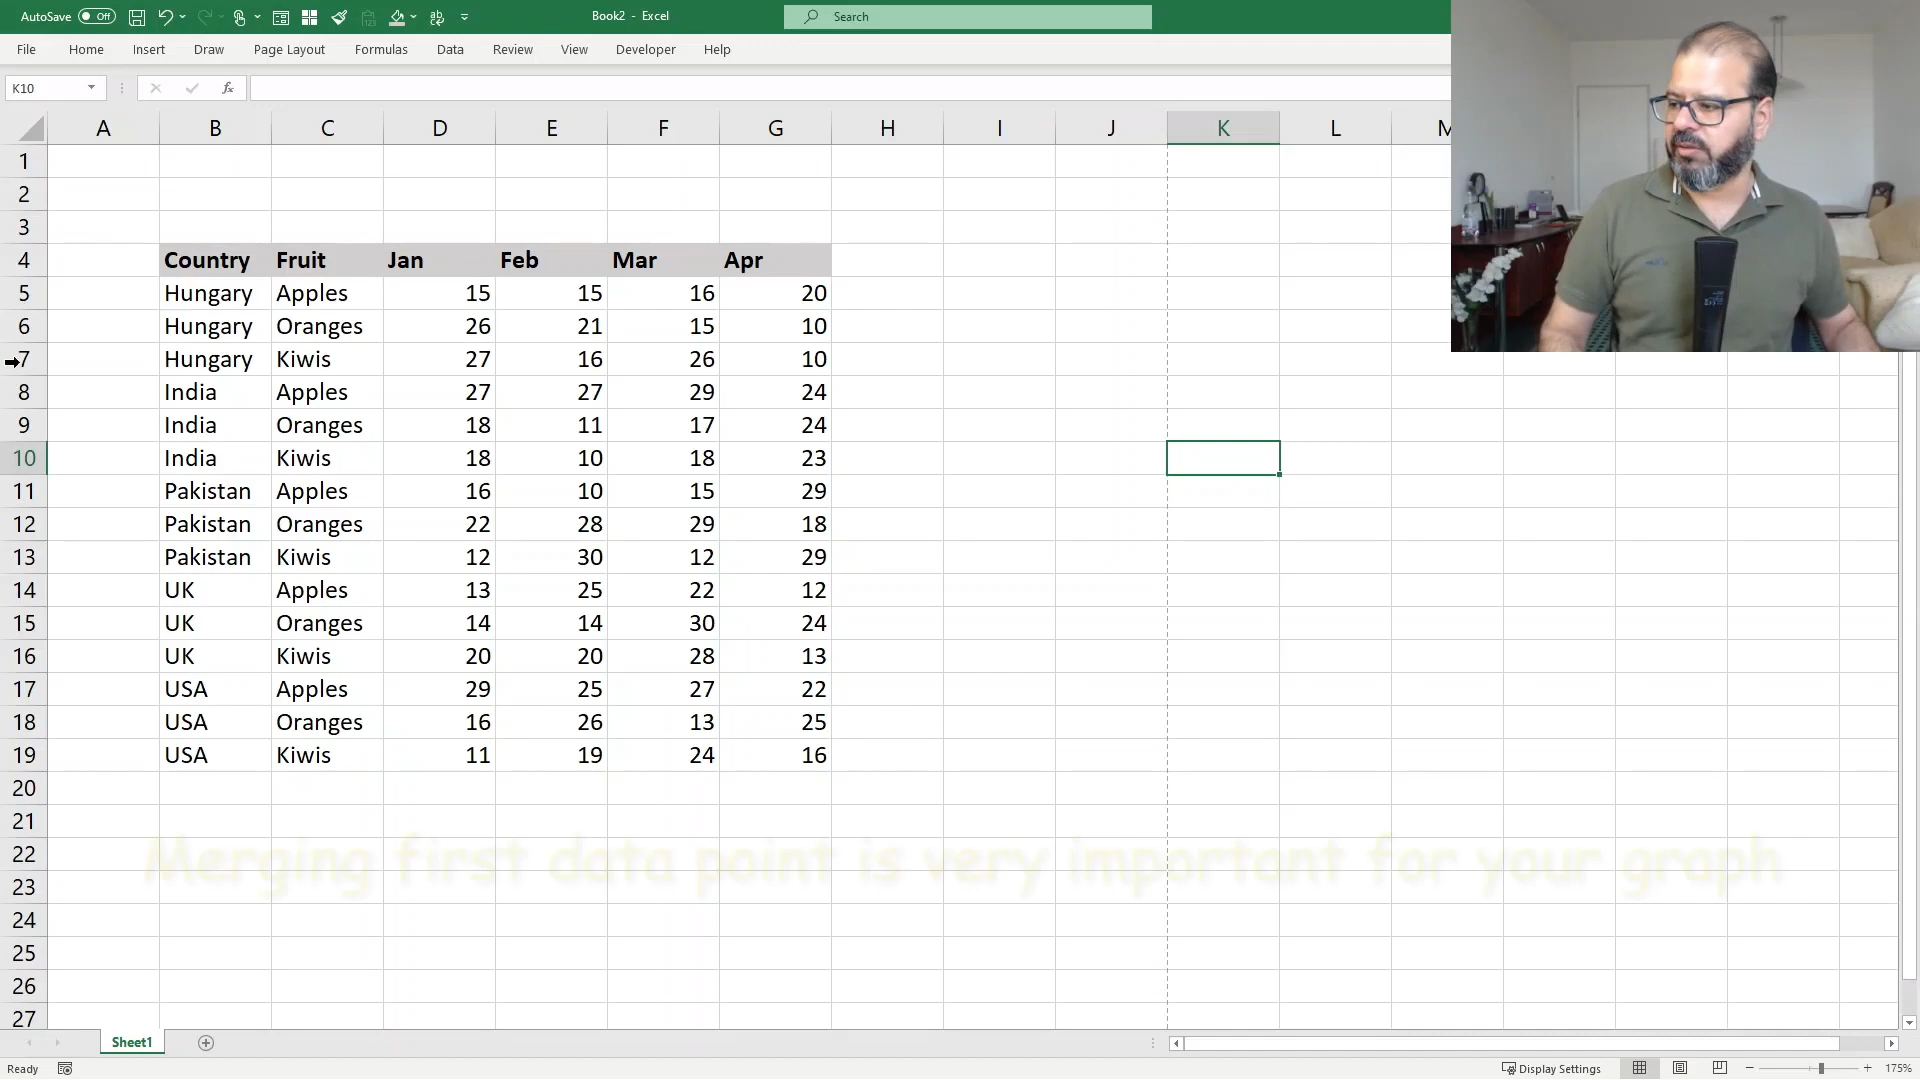 AutoSave Off Book2 - Excel Search
File Home Insert Draw Page Layout Formulas Data Review View Developer Help
K10 fx
A B C D E F G H I J K L M
1
2
3
4 Country Fruit Jan Feb Mar Apr
5 Hungary Apples 15 15 16 20
6 Hungary Oranges 26 21 15 10
7 Hungary Kiwis 27 16 26 10
8 India Apples 27 27 29 24
9 India Oranges 18 11 17 24
10 India Kiwis 18 10 18 23
11 Pakistan Apples 16 10 15 29
12 Pakistan Oranges 22 28 29 18
13 Pakistan Kiwis 12 30 12 29
14 UK Apples 13 25 22 12
15 UK Oranges 14 14 30 24
16 UK Kiwis 20 20 28 13
17 USA Apples 29 25 27 22
18 USA Oranges 16 26 13 25
19 USA Kiwis 11 19 24 16
20
21
22
Merging first data point is very important for your graph
23
24
25
26
27
Sheet1
Ready Display Settings 175%